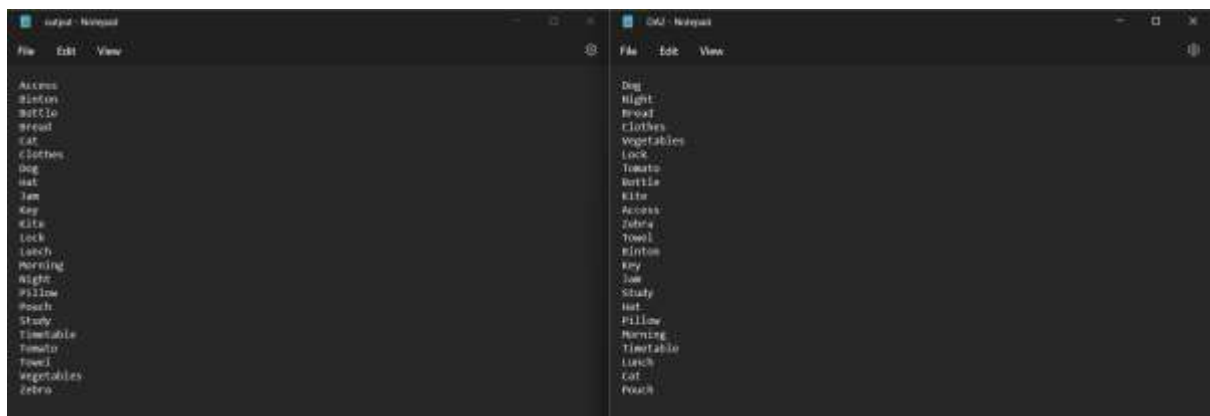 output - Notepad
File Edit View
Access
Binton
Bottle
Bread
Cat
Clothes
Dog
Hat
Jam
Key
Kite
Lock
Lunch
Morning
Night
Pillow
Pouch
Study
Timetable
Tomato
Towel
Vegetables
Zebra
DA2 - Notepad
File Edit View
Dog
Night
Bread
Clothes
Vegetables
Lock
Tomato
Bottle
Kite
Access
Zebra
Towel
Binton
Key
Jam
Study
Hat
Pillow
Morning
Timetable
Lunch
Cat
Pouch